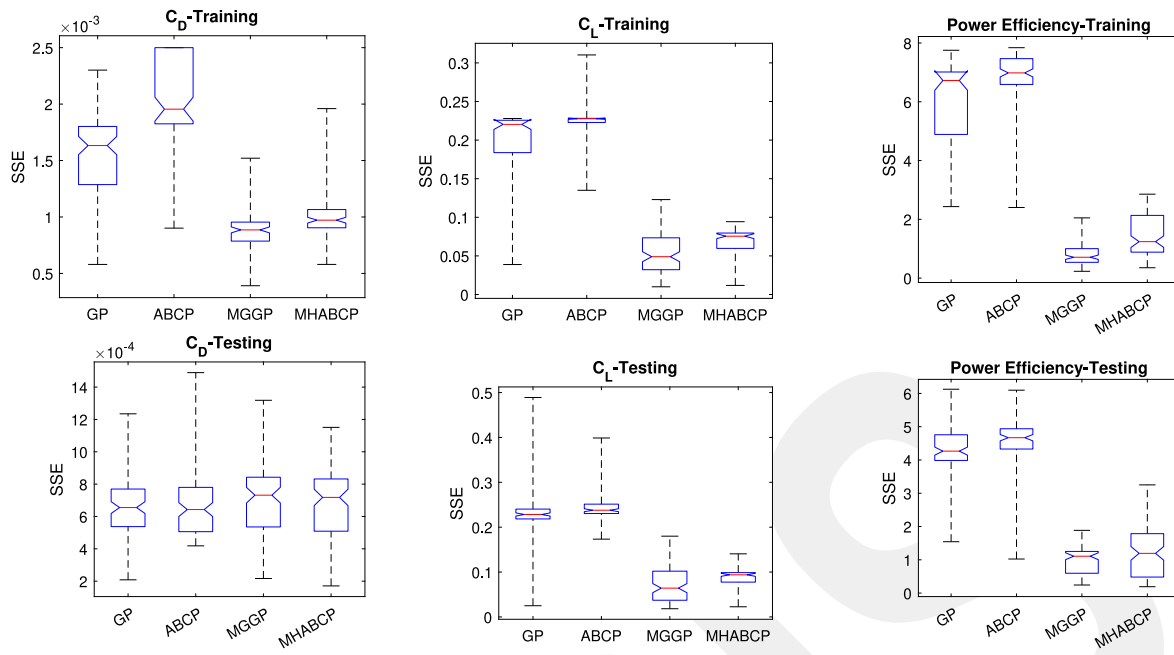 C_D-Training
×10⁻³
SSE
2.5
2
1.5
1
0.5
GP ABCP MGGP MHABCP
C_L-Training
SSE
0.3
0.25
0.2
0.15
0.1
0.05
0
GP ABCP MGGP MHABCP
Power Efficiency-Training
SSE
8
6
4
2
0
GP ABCP MGGP MHABCP
C_D-Testing
×10⁻⁴
SSE
14
12
10
8
6
4
2
GP ABCP MGGP MHABCP
C_L-Testing
SSE
0.5
0.4
0.3
0.2
0.1
0
GP ABCP MGGP MHABCP
Power Efficiency-Testing
SSE
6
5
4
3
2
1
0
GP ABCP MGGP MHABCP